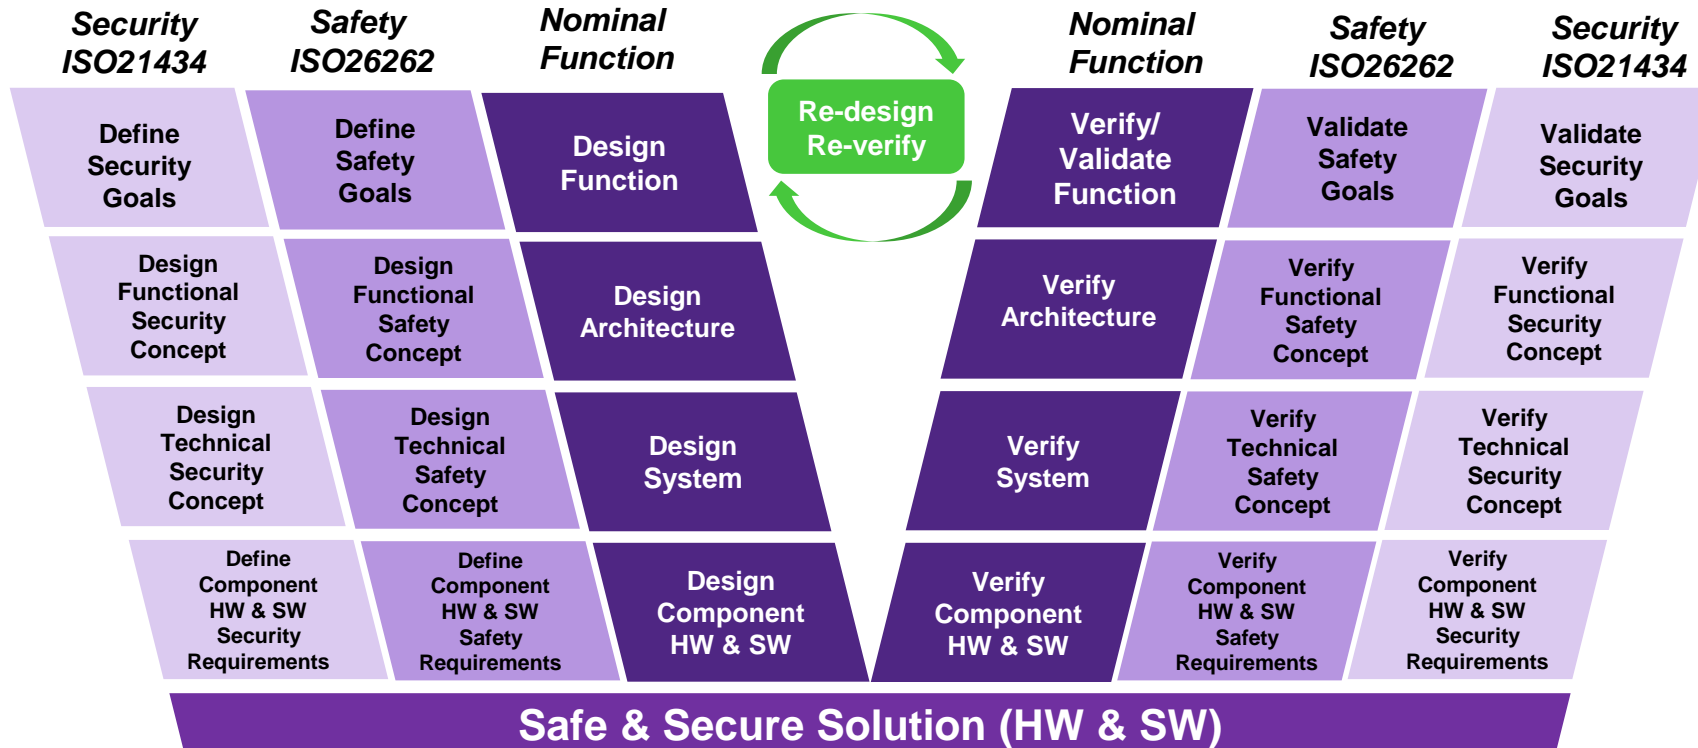 Security
ISO21434
Safety
ISO26262
Nominal
Function
Nominal
Function
Safety
ISO26262
Security
ISO21434
Define
Security
Goals
Define
Safety
Goals
Design
Function
Re-design
Re-verify
Verify/
Validate
Function
Validate
Safety
Goals
Validate
Security
Goals
Design
Functional
Security
Concept
Design
Functional
Safety
Concept
Design
Architecture
Verify
Architecture
Verify
Functional
Safety
Concept
Verify
Functional
Security
Concept
Design
Technical
Security
Concept
Design
Technical
Safety
Concept
Design
System
Verify
System
Verify
Technical
Safety
Concept
Verify
Technical
Security
Concept
Define
Component
HW & SW
Security
Requirements
Define
Component
HW & SW
Safety
Requirements
Design
Component
HW & SW
Verify
Component
HW & SW
Verify
Component
HW & SW
Safety
Requirements
Verify
Component
HW & SW
Security
Requirements
Safe & Secure Solution (HW & SW)